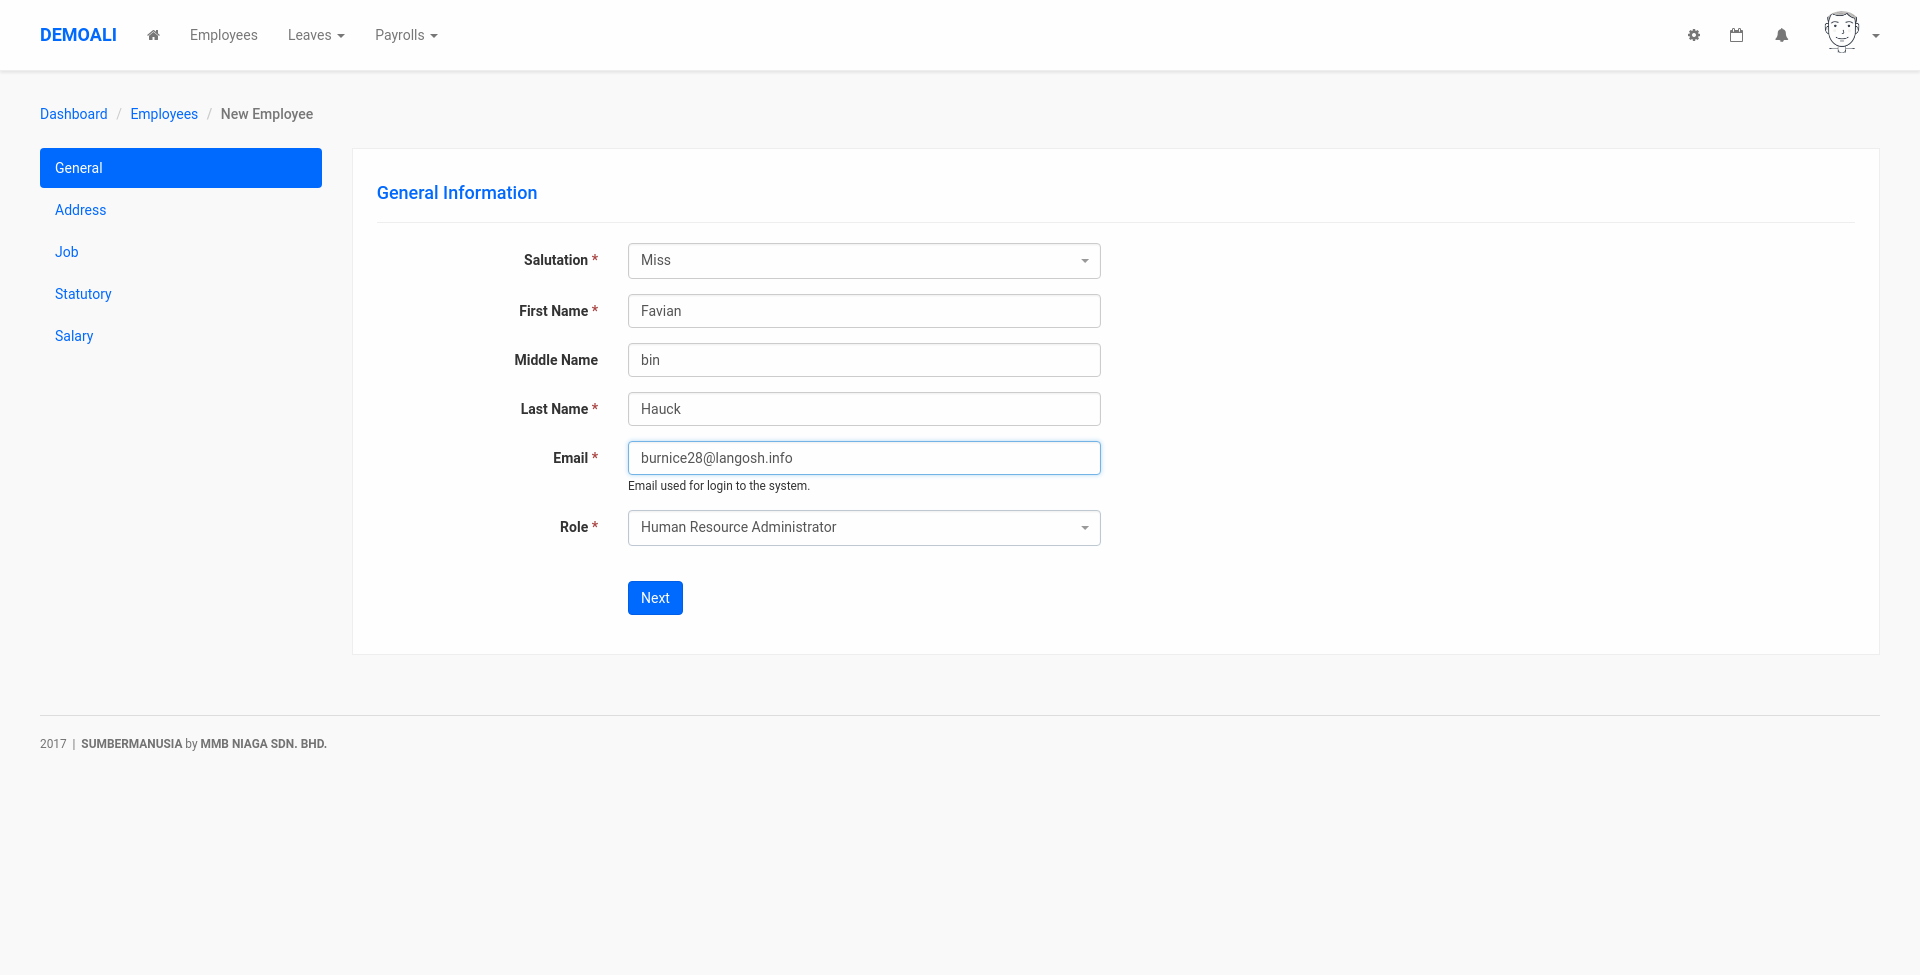 DEMOALI Employees Leaves Payrolls
Dashboard / Employees / New Employee
General
Address
Job
Statutory
Salary
General Information
Salutation * Miss
First Name * Favian
Middle Name bin
Last Name * Hauck
Email * burnice28@langosh.info
Email used for login to the system.
Role * Human Resource Administrator
Next
2017 | SUMBERMANUSIA by MMB NIAGA SDN. BHD.